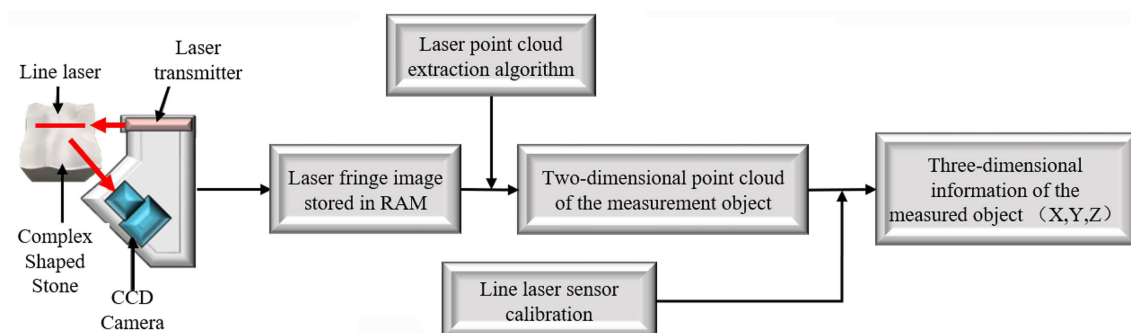 Line laser
Laser
transmitter
Complex
Shaped
Stone
CCD
Camera
Laser fringe image
stored in RAM
Laser point cloud
extraction algorithm
Two-dimensional point cloud
of the measurement object
Line laser sensor
calibration
Three-dimensional
information of the
measured object （X,Y,Z）